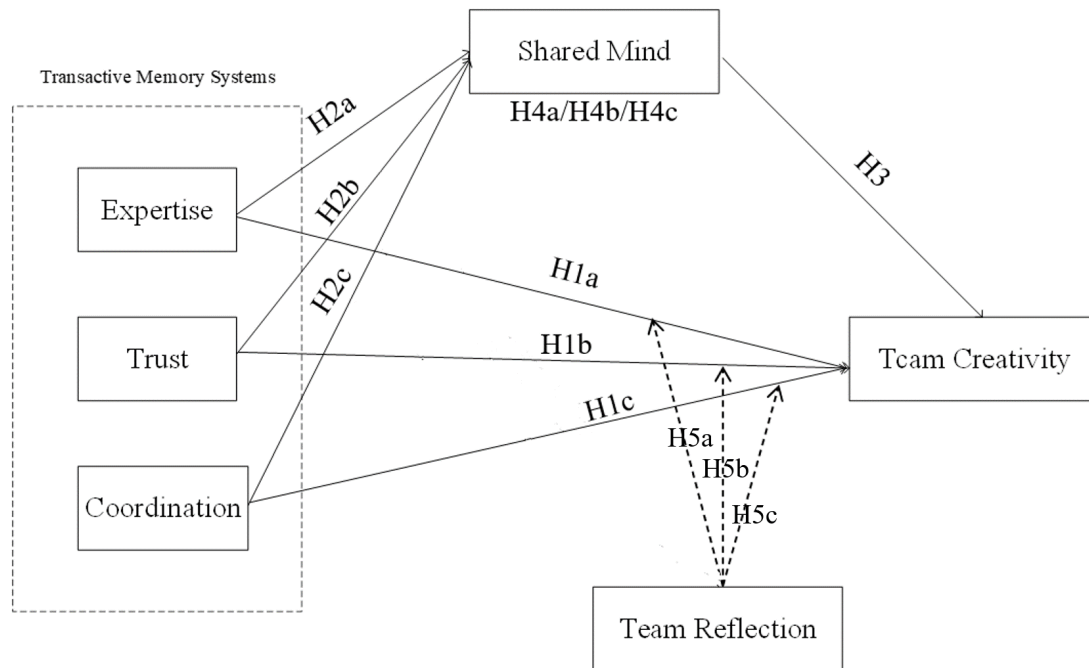 Shared Mind
Transactive Memory Systems
H4a/H4b/H4c
H2a
H3
Expertise
H2b
H2c
H1a
Trust
H1b
Tcam Creativity
H1c
H5a
H5b
Coordination
H5c
Team Reflection